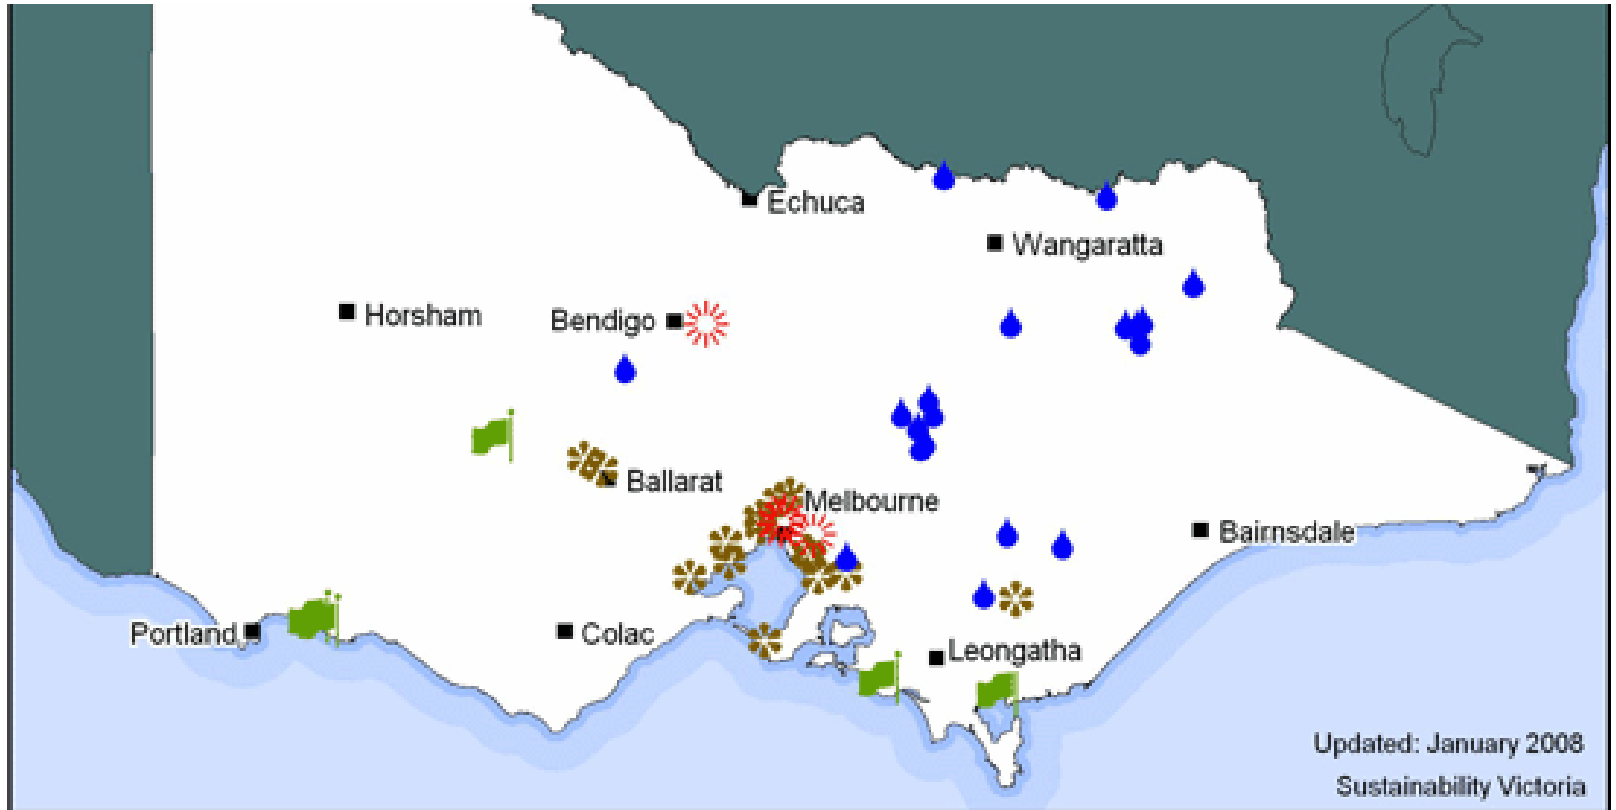 Echuca
Wangaratta
Horsham
Bendigo
Ballarat
Melbourne
Bairnsdale
Portland
Colac
Leongatha
Updated: January 2008
Sustainability Victoria